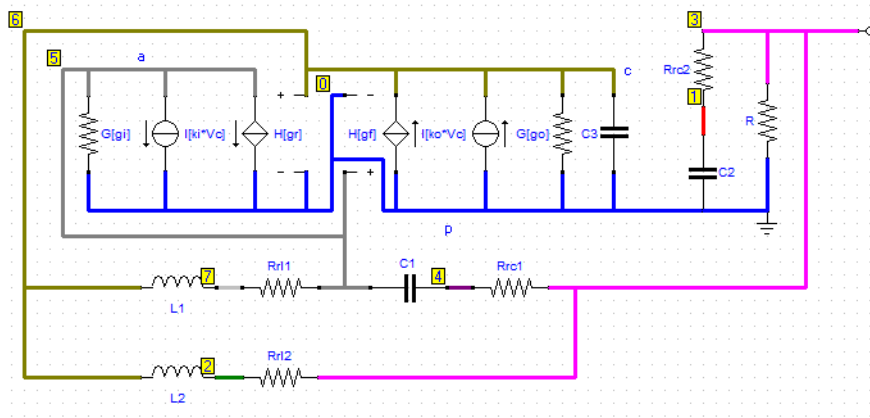 6
3
5
a
0
c
Rrc2
+
-
1
G[gi]
I[ki*Vc]
H[gr]
H[gf]
I[ko*Vc]
G[go]
C3
R
-
+
C2
p
7
Rrl1
C1
4
Rrc1
L1
2
Rrl2
L2